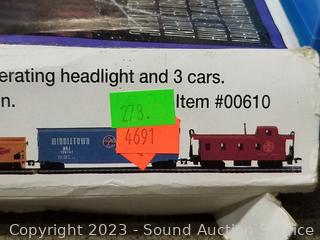 erating headlight and 3 cars.
n.
Item #00610
278.
4691
MIDDLETOWN
Copyright 2023 - Sound Auction Service